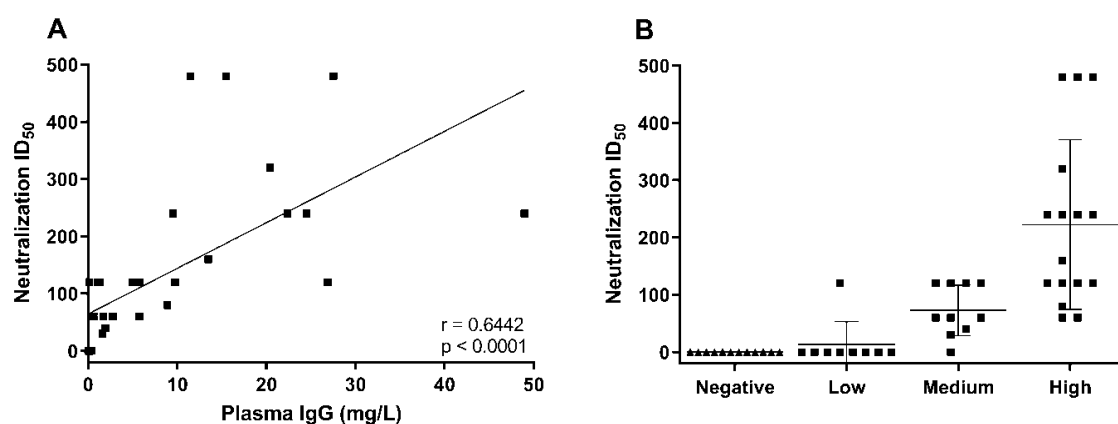 A
Neutralization ID50
500
400
300
200
100
0
r = 0.6442
p < 0.0001
0 10 20 30 40 50
Plasma IgG (mg/L)
B
Neutralization ID50
500
400
300
200
100
0
Negative Low Medium High